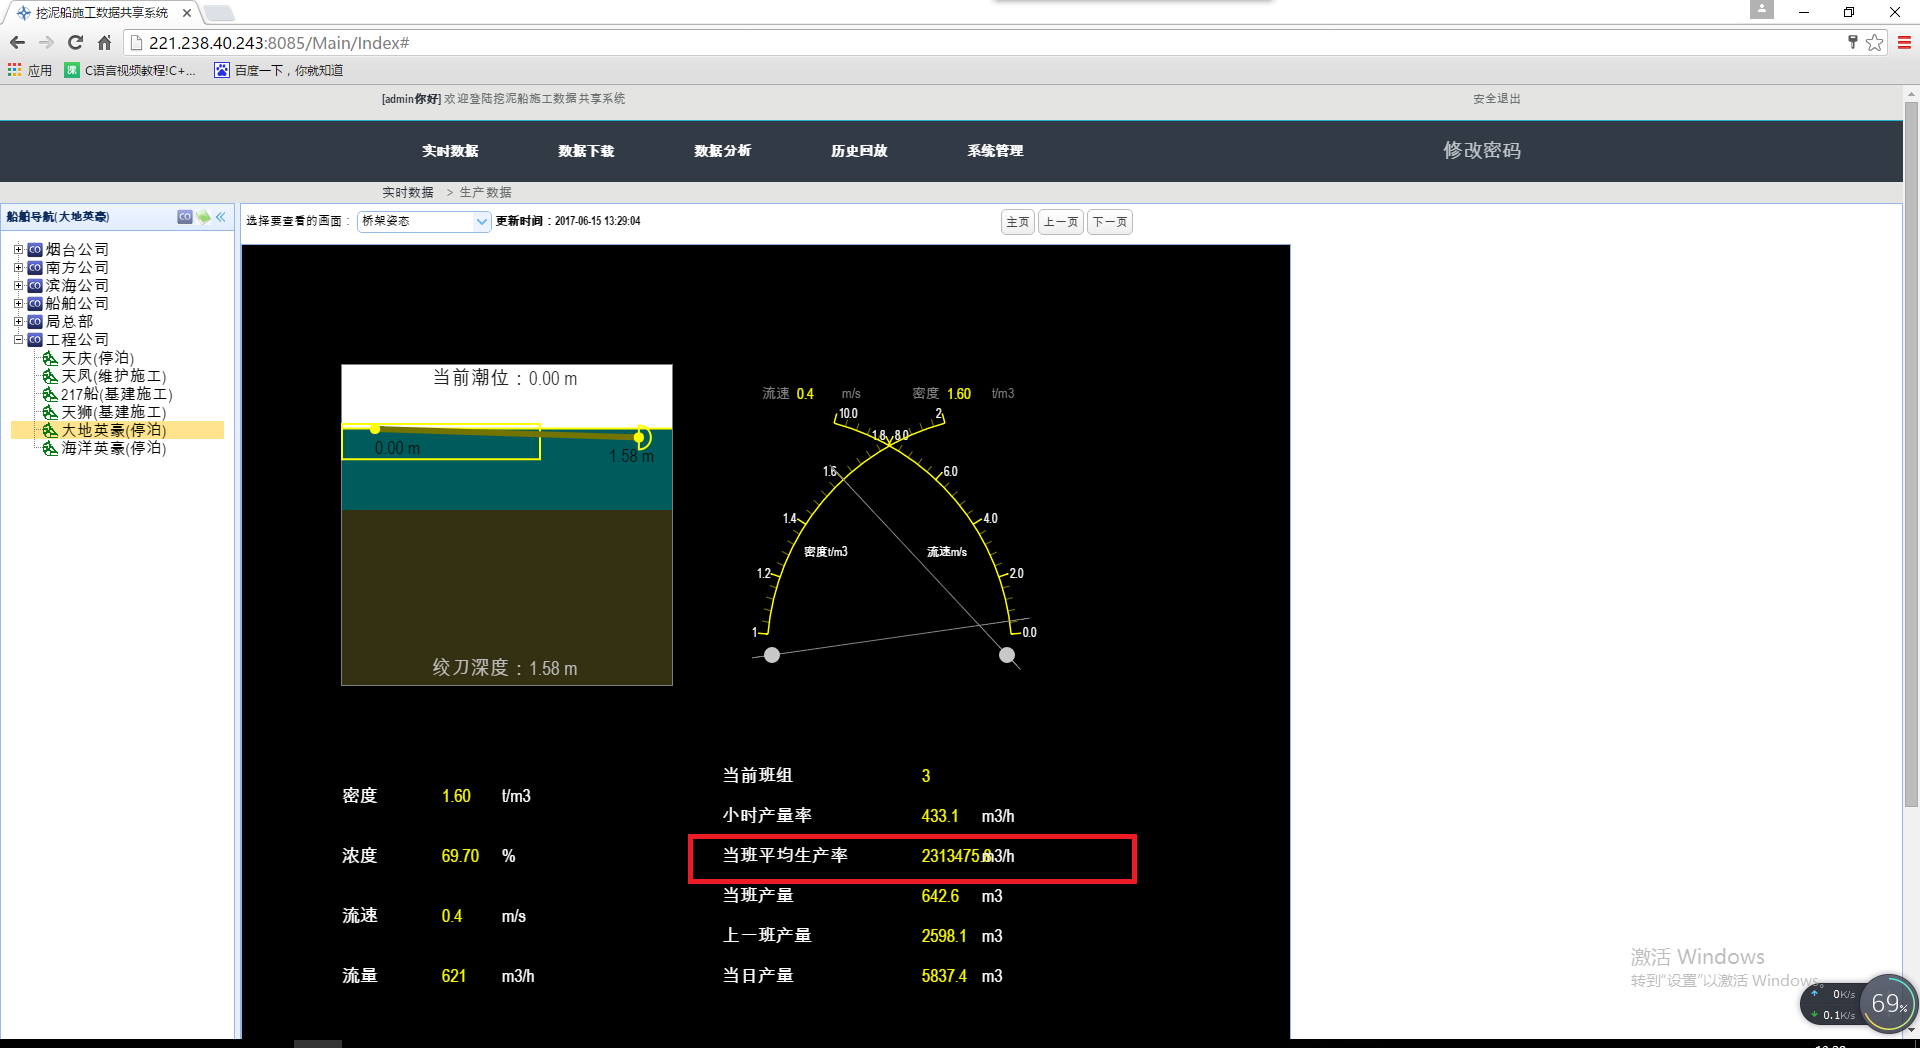 挖泥船施工数据共享系统
221.238.40.243:8085/Main/Index#
应用 C语言视频教程!C+... 百度一下，你就知道
[admin你好] 欢迎登陆挖泥船施工数据共享系统 安全退出
实时数据 数据下载 数据分析 历史回放 系统管理 修改密码
实时数据 > 生产数据
船舶导航(大地英豪)
选择要查看的画面： 桥架姿态 更新时间：2017-06-15 13:29:04 主页 上一页 下一页
烟台公司
南方公司
滨海公司
船舶公司
局总部
工程公司
天庆(停泊)
天凤(维护施工)
217船(基建施工)
天狮(基建施工)
大地英豪(停泊)
海洋英豪(停泊)
当前潮位：0.00 m
0.00 m
1.58 m
绞刀深度：1.58 m
流速 0.4 m/s 密度 1.60 t/m3
10.0 2
1.8 8.0
1.6 6.0
1.4 4.0
密度t/m3 流速m/s
1.2 2.0
1 0.0
密度 1.60 t/m3
浓度 69.70 %
流速 0.4 m/s
流量 621 m3/h
当前班组 3
小时产量率 433.1 m3/h
当班平均生产率 2313475.8 m3/h
当班产量 642.6 m3
上一班产量 2598.1 m3
当日产量 5837.4 m3
激活 Windows
转到“设置”以激活 Windows。
0K/s
0.1K/s
69%